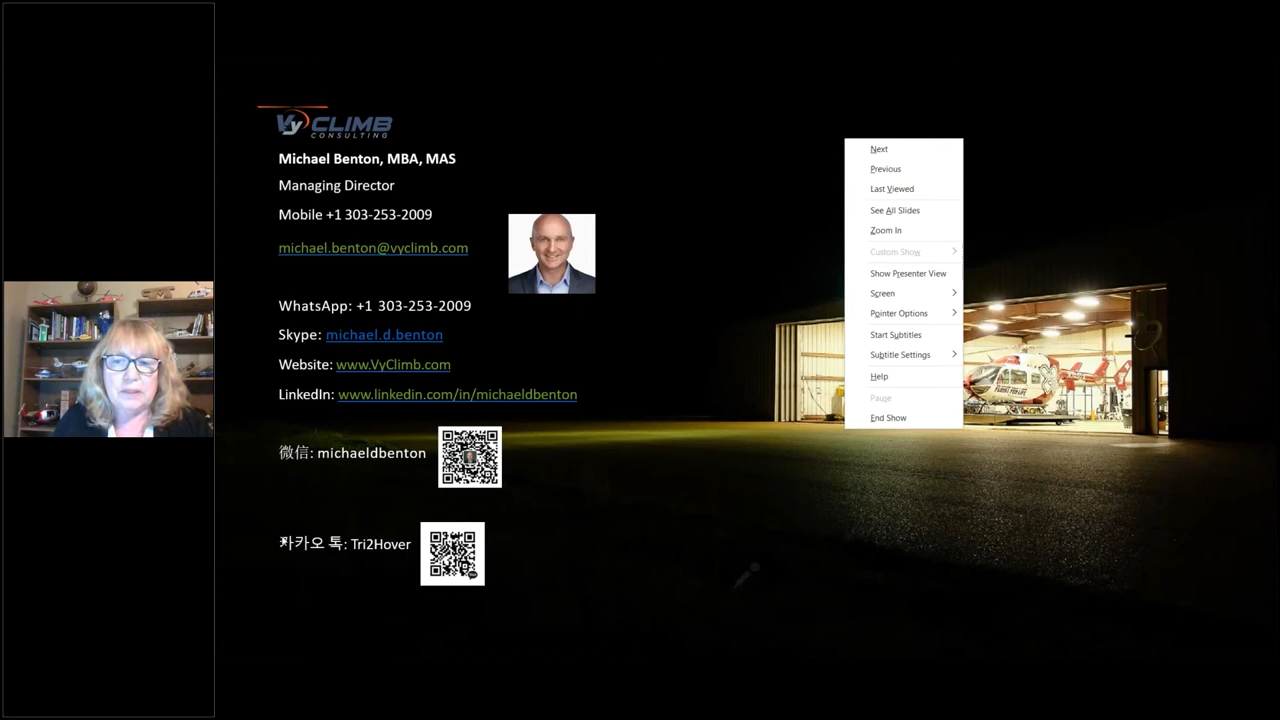 Vy CLIMB
CONSULTING
Michael Benton, MBA, MAS
Managing Director
Mobile +1 303-253-2009
michael.benton@vyclimb.com
WhatsApp: +1 303-253-2009
Skype: michael.d.benton
Website: www.VyClimb.com
LinkedIn: www.linkedin.com/in/michaeldbenton
微信: michaeldbenton
카카오 톡: Tri2Hover
Next
Previous
Last Viewed
See All Slides
Zoom In
Custom Show
Show Presenter View
Screen
Pointer Options
Start Subtitles
Subtitle Settings
Help
Pause
End Show